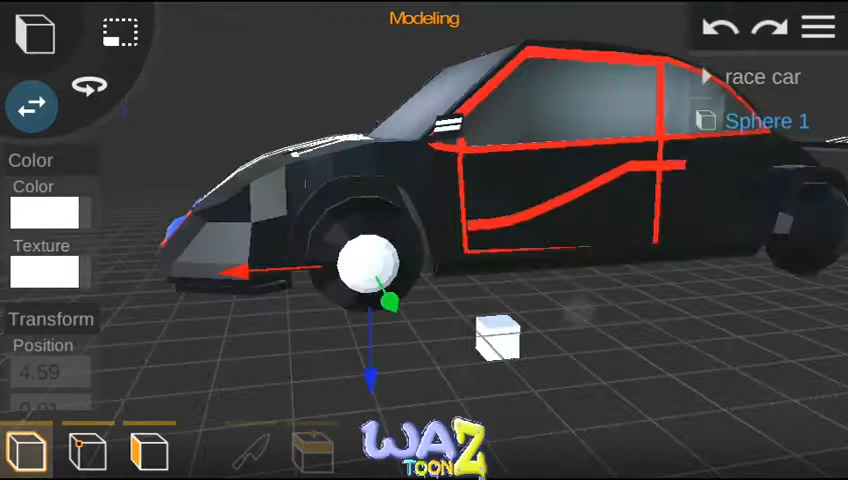 Modeling
race car
Sphere 1
Color
Color
Texture
Transform
Position
4.59
WAZ
TOON